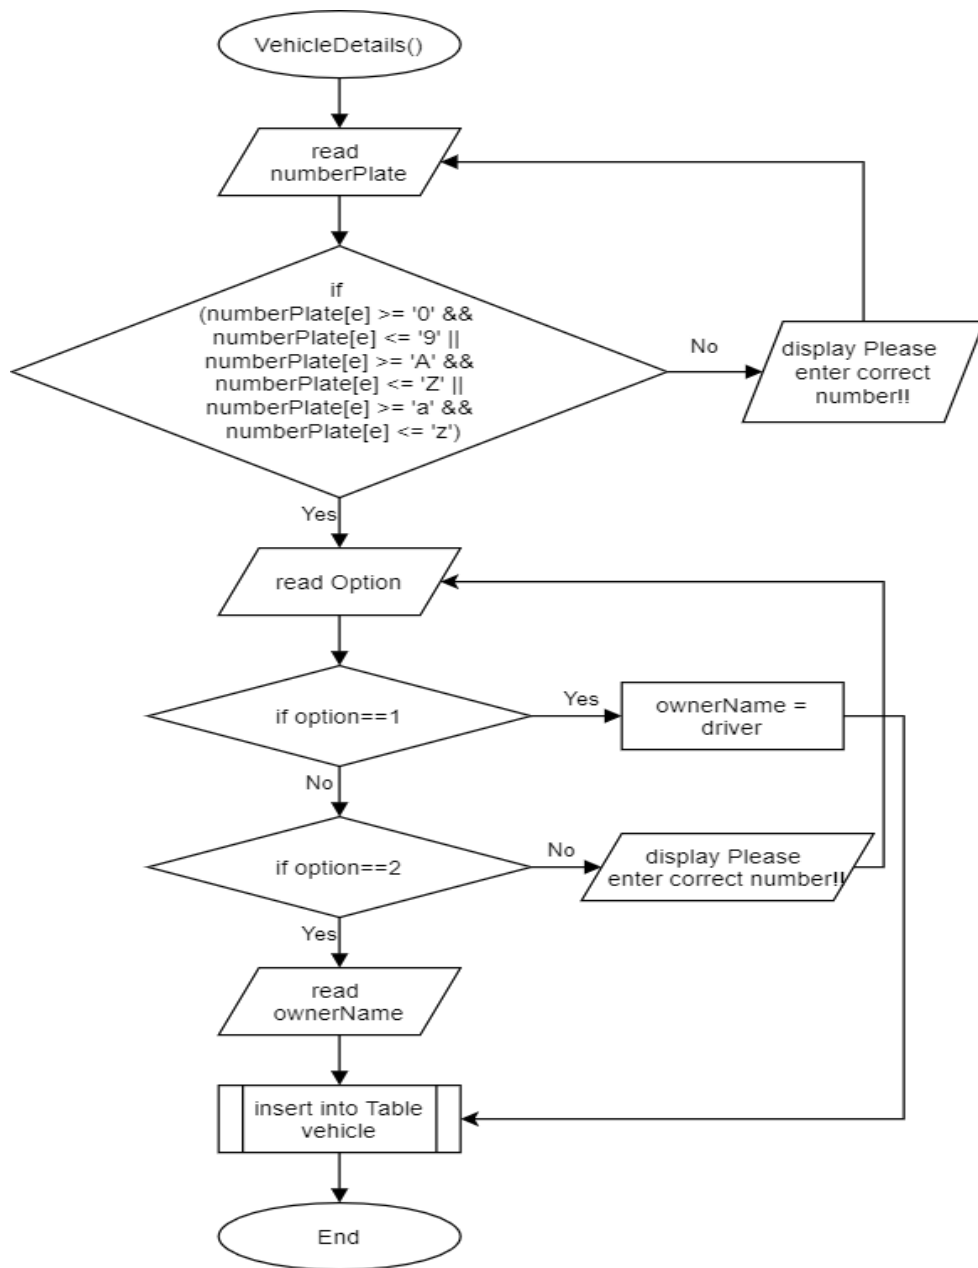 VehicleDetails()
read
numberPlate
if
(numberPlate[e] >= '0' &&
numberPlate[e] <= '9' ||
numberPlate[e] >= 'A' &&
numberPlate[e] <= 'Z' ||
numberPlate[e] >= 'a' &&
numberPlate[e] <= 'z')
No
display Please
enter correct
number!!
Yes
read Option
if option==1
Yes
ownerName =
driver
No
if option==2
No
display Please
enter correct number!!
Yes
read
ownerName
insert into Table
vehicle
End